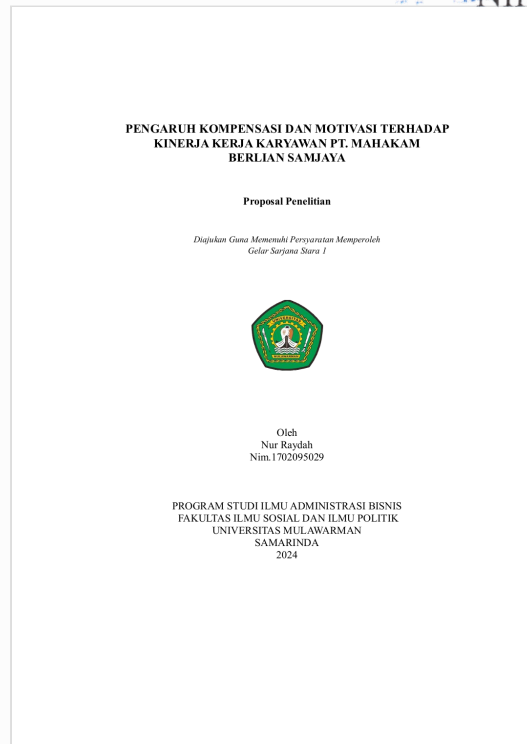 PENGARUH KOMPENSASI DAN MOTIVASI TERHADAP
KINERJA KERJA KARYAWAN PT. MAHAKAM
BERLIAN SAMJAYA
Proposal Penelitian
Diajukan Guna Memenuhi Persyaratan Memperoleh
Gelar Sarjana Stara 1
UNIVERSITAS
Oleh
Nur Raydah
Nim.1702095029
PROGRAM STUDI ILMU ADMINISTRASI BISNIS
FAKULTAS ILMU SOSIAL DAN ILMU POLITIK
UNIVERSITAS MULAWARMAN
SAMARINDA
2024